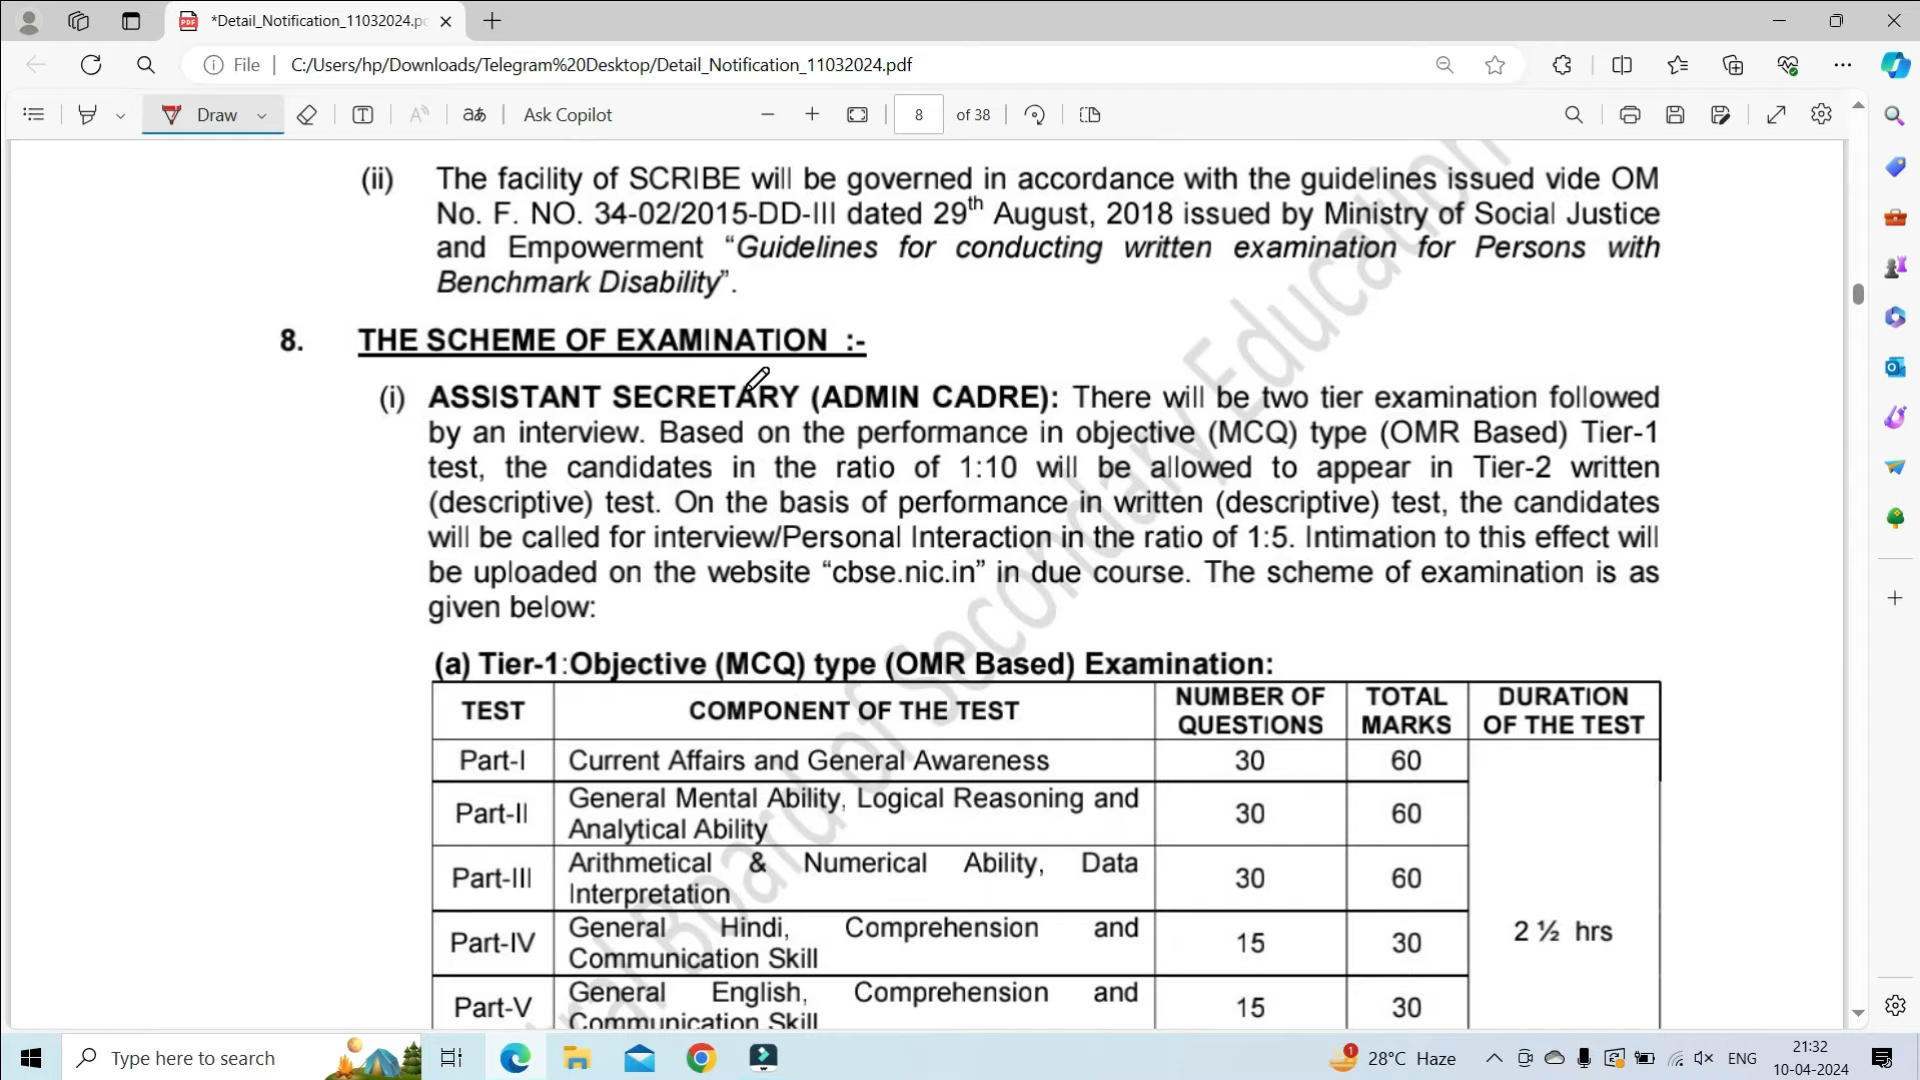 *Detail_Notification_11032024.pd
File
C:/Users/hp/Downloads/Telegram%20Desktop/Detail_Notification_11032024.pdf
Draw
Ask Copilot
8 of 38
(ii) The facility of SCRIBE will be governed in accordance with the guidelines issued vide OM
No. F. NO. 34-02/2015-DD-III dated 29th August, 2018 issued by Ministry of Social Justice
and Empowerment “Guidelines for conducting written examination for Persons with
Benchmark Disability”.
8. THE SCHEME OF EXAMINATION :-
(i) ASSISTANT SECRETARY (ADMIN CADRE): There will be two tier examination followed
by an interview. Based on the performance in objective (MCQ) type (OMR Based) Tier-1
test, the candidates in the ratio of 1:10 will be allowed to appear in Tier-2 written
(descriptive) test. On the basis of performance in written (descriptive) test, the candidates
will be called for interview/Personal Interaction in the ratio of 1:5. Intimation to this effect will
be uploaded on the website “cbse.nic.in” in due course. The scheme of examination is as
given below:
(a) Tier-1:Objective (MCQ) type (OMR Based) Examination:
TEST COMPONENT OF THE TEST NUMBER OF QUESTIONS TOTAL MARKS DURATION OF THE TEST
Part-I Current Affairs and General Awareness 30 60
Part-II General Mental Ability, Logical Reasoning and Analytical Ability 30 60
Part-III Arithmetical & Numerical Ability, Data Interpretation 30 60
Part-IV General Hindi, Comprehension and Communication Skill 15 30 2 ½ hrs
Part-V General English, Comprehension and Communication Skill 15 30
Board of Secondary Education
Type here to search
28°C Haze
ENG
21:32
10-04-2024